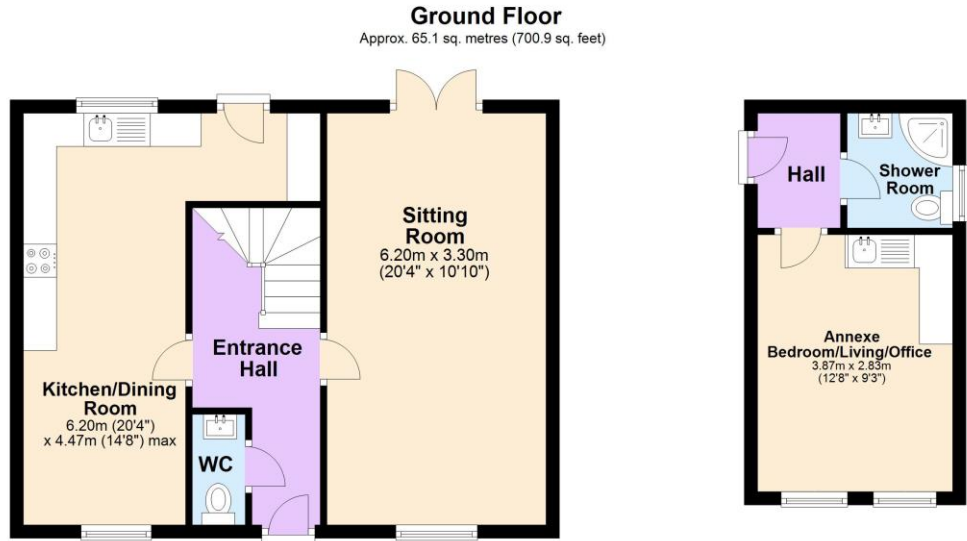 Ground Floor
Approx. 65.1 sq. metres (700.9 sq. feet)
Sitting
Room
6.20m x 3.30m
(20'4" x 10'10")
Entrance
Hall
Kitchen/Dining
Room
6.20m (20'4")
x 4.47m (14'8") max
WC
Hall
Shower
Room
Annexe
Bedroom/Living/Office
3.87m x 2.83m
(12'8" x 9'3")